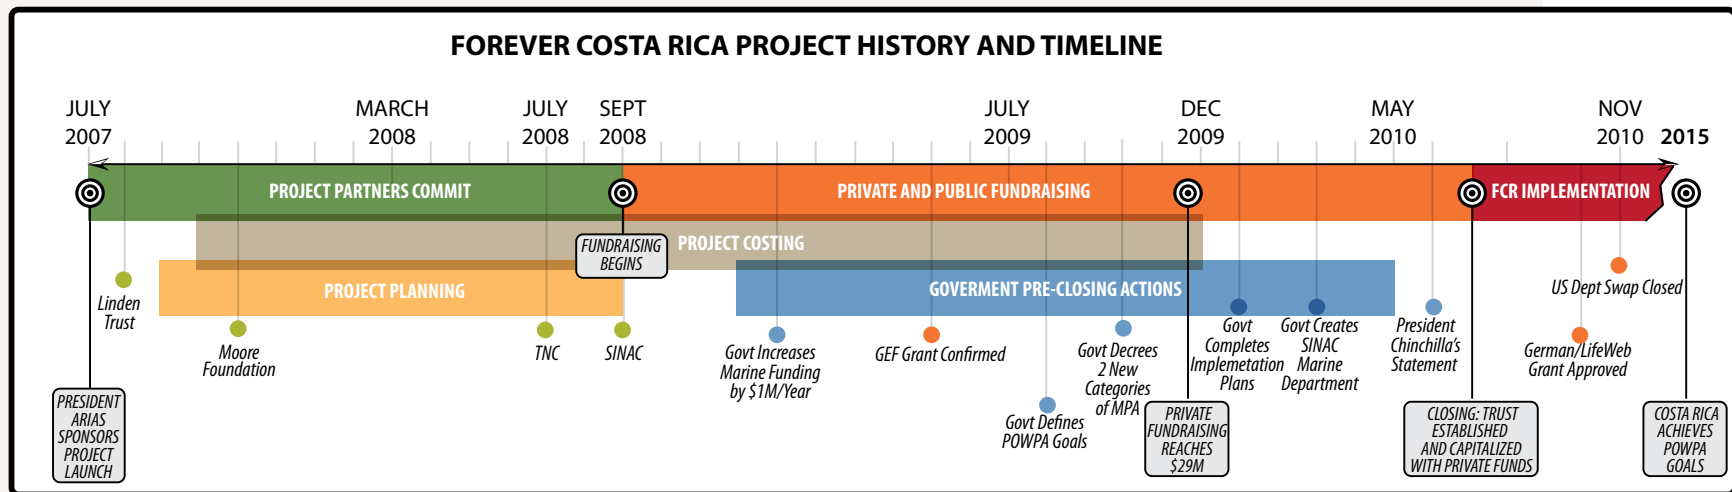 FOREVER COSTA RICA PROJECT HISTORY AND TIMELINE
JULY
2007
MARCH
2008
JULY
2008
SEPT
2008
JULY
2009
DEC
2009
MAY
2010
NOV
2010
2015
PROJECT PARTNERS COMMIT
PRIVATE AND PUBLIC FUNDRAISING
FCR IMPLEMENTATION
PROJECT COSTING
FUNDRAISING
BEGINS
PROJECT PLANNING
GOVERMENT PRE-CLOSING ACTIONS
Linden
Trust
Moore
Foundation
TNC
SINAC
Govt Increases
Marine Funding
by $1M/Year
GEF Grant Confirmed
Govt Defines
POWPA Goals
Govt Decrees
2 New
Categories
of MPA
Govt
Completes
Implemetation
Plans
Govt Creates
SINAC
Marine
Department
President
Chinchilla's
Statement
German/LifeWeb
Grant Approved
US Dept Swap Closed
PRESIDENT
ARIAS
SPONSORS
PROJECT
LAUNCH
PRIVATE
FUNDRAISING
REACHES
$29M
CLOSING: TRUST
ESTABLISHED
AND CAPITALIZED
WITH PRIVATE FUNDS
COSTA RICA
ACHIEVES
POWPA
GOALS